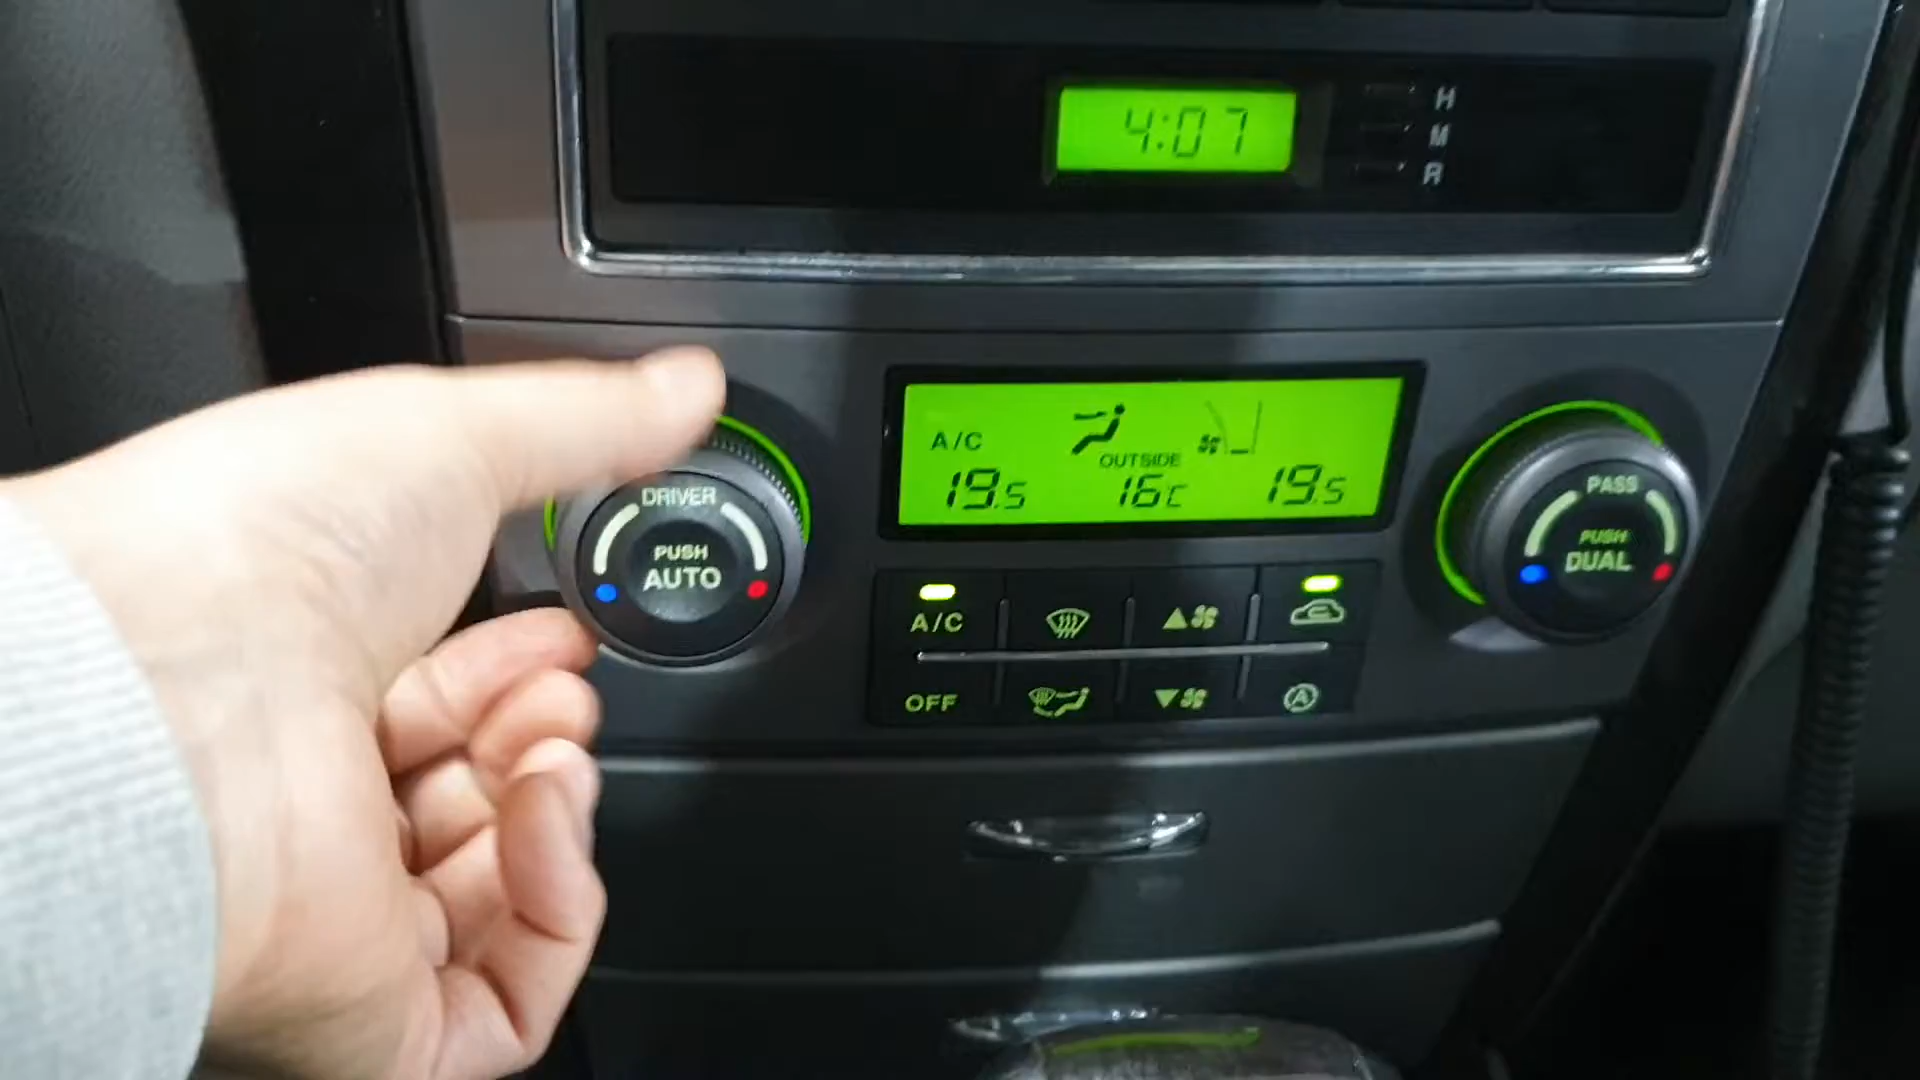 4:07
H
M
R
A/C
OUTSIDE
19.5
16c
19.5
DRIVER
PUSH
AUTO
PASS
PUSH
DUAL
A/C
OFF
A